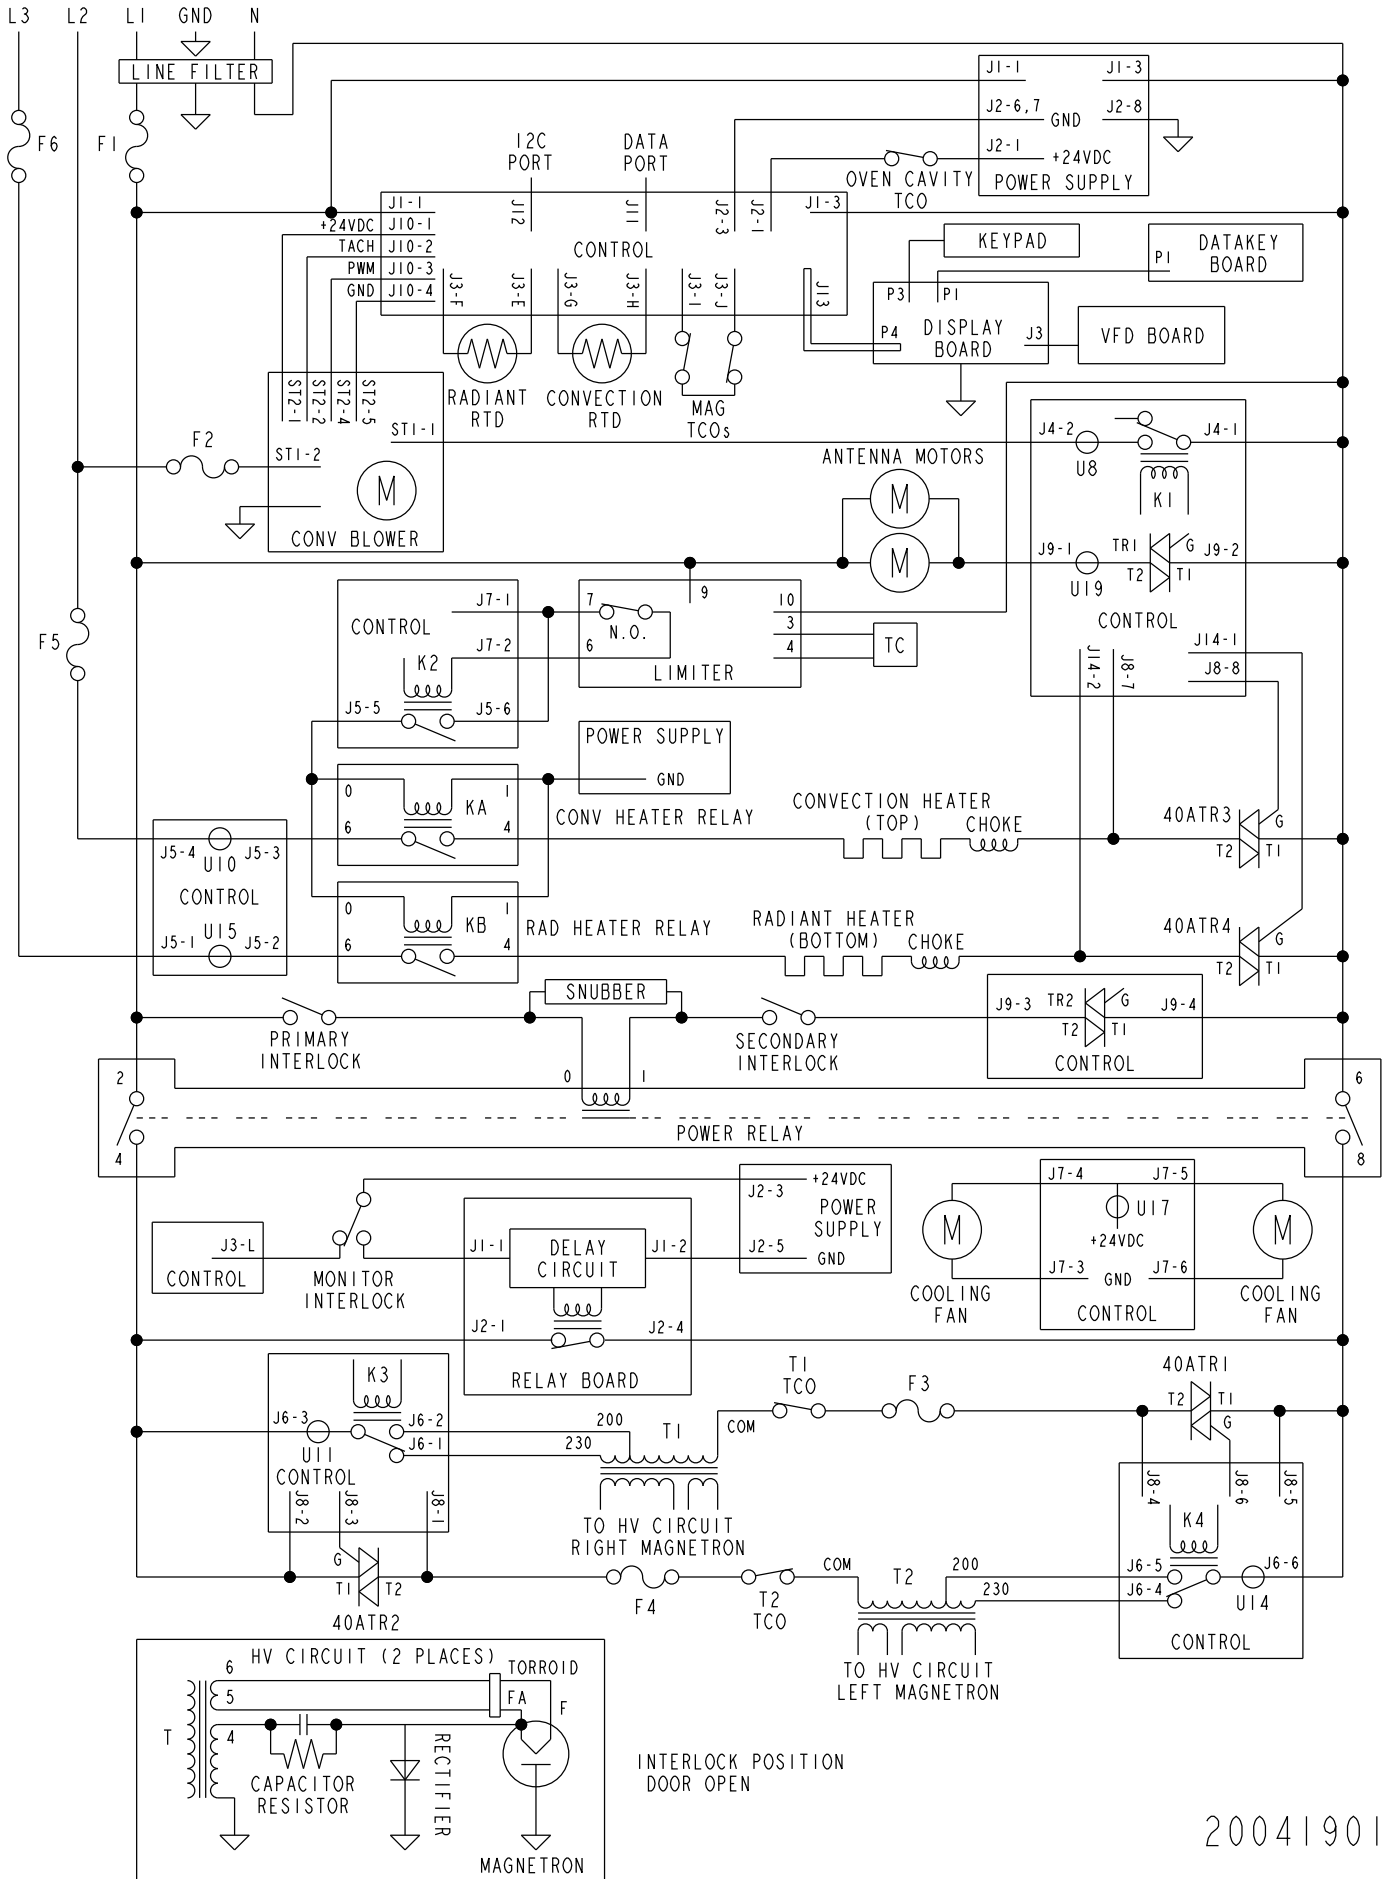 L3 L2 L1 GND N
LINE FILTER
F6
F1
I2C
PORT
DATA
PORT
J1-1
J1-3
J2-6,7
GND
J2-8
J2-1
+24VDC
POWER SUPPLY
OVEN CAVITY
TCO
J1-1
J12
J11
J2-3
J2-1
J1-3
+24VDC
J10-1
TACH
J10-2
PWM
J10-3
GND
J10-4
CONTROL
J3-F
J3-E
J3-G
J3-H
J3-I
J3-J
J13
KEYPAD
P1
DATAKEY
BOARD
P3
P1
P4
DISPLAY
BOARD
J3
VFD BOARD
RADIANT
RTD
CONVECTION
RTD
MAG
TCOs
ST2-1
ST2-2
ST2-4
ST2-5
ST1-1
F2
ST1-2
M
CONV BLOWER
ANTENNA MOTORS
M
M
J4-2
J4-1
U8
K1
J9-1
TR1
G
J9-2
T2
T1
U19
CONTROL
J14-1
J14-2
J8-7
J8-8
F5
J7-1
CONTROL
J7-2
K2
J5-5
J5-6
7
9
10
N.O.
3
6
4
LIMITER
TC
POWER SUPPLY
GND
0
1
KA
6
4
CONV HEATER RELAY
CONVECTION HEATER
(TOP)
CHOKE
40ATR3
G
T2
T1
J5-4
J5-3
U10
CONTROL
U15
J5-1
J5-2
0
1
KB
6
4
RAD HEATER RELAY
RADIANT HEATER
(BOTTOM)
CHOKE
40ATR4
G
T2
T1
SNUBBER
PRIMARY
INTERLOCK
SECONDARY
INTERLOCK
J9-3
TR2
G
J9-4
T2
T1
CONTROL
2
0
1
6
POWER RELAY
4
8
J2-3
+24VDC
POWER
SUPPLY
J2-5
GND
J3-L
CONTROL
MONITOR
INTERLOCK
J1-1
DELAY
CIRCUIT
J1-2
J2-1
J2-4
RELAY BOARD
M
COOLING
FAN
J7-4
J7-5
U17
+24VDC
J7-3
GND
J7-6
CONTROL
M
COOLING
FAN
K3
J6-3
J6-2
J6-1
U11
CONTROL
J8-2
J8-3
J8-1
G
T1
T2
40ATR2
200
230
T1
COM
T1
TCO
F3
40ATR1
T2
T1
G
TO HV CIRCUIT
RIGHT MAGNETRON
J8-4
J8-6
J8-5
K4
J6-5
J6-6
J6-4
U14
CONTROL
F4
T2
TCO
COM
T2
200
230
TO HV CIRCUIT
LEFT MAGNETRON
HV CIRCUIT (2 PLACES)
6
TORROID
5
FA
F
T
4
CAPACITOR
RESISTOR
RECTIFIER
MAGNETRON
INTERLOCK POSITION
DOOR OPEN
20041901